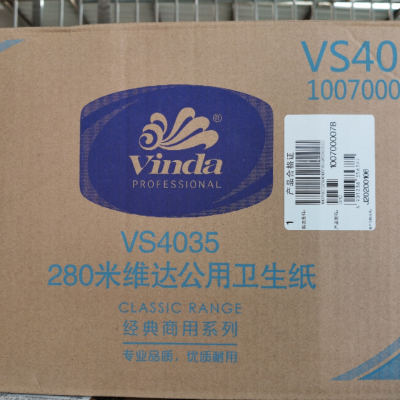 VS40
1007000
Vinda
®
PROFESSIONAL
VS4035
280米维达公用卫生纸
CLASSIC RANGE
经典商用系列
专业品质，优质耐用
产品合格证
1007000078
J20200106
1